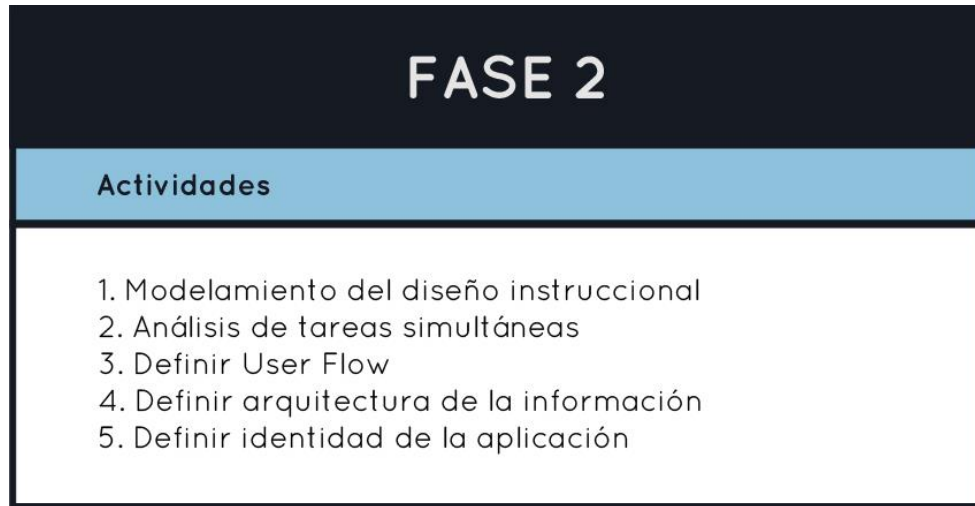 FASE 2
Actividades
1. Modelamiento del diseño instruccional
2. Análisis de tareas simultáneas
3. Definir User Flow
4. Definir arquitectura de la información
5. Definir identidad de la aplicación